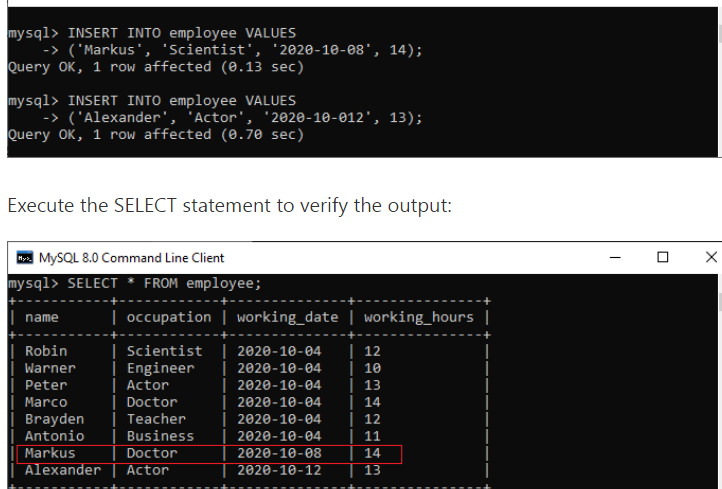 mysql> INSERT INTO employee VALUES
-> ('Markus', 'Scientist', '2020-10-08', 14);
Query OK, 1 row affected (0.13 sec)
mysql> INSERT INTO employee VALUES
-> ('Alexander', 'Actor', '2020-10-012', 13);
Query OK, 1 row affected (0.70 sec)
Execute the SELECT statement to verify the output:
MySQL 8.0 Command Line Client
mysql> SELECT * FROM employee;
| name | occupation | working_date | working_hours |
| Robin | Scientist | 2020-10-04 | 12 |
| Warner | Engineer | 2020-10-04 | 10 |
| Peter | Actor | 2020-10-04 | 13 |
| Marco | Doctor | 2020-10-04 | 14 |
| Brayden | Teacher | 2020-10-04 | 12 |
| Antonio | Business | 2020-10-04 | 11 |
| Markus | Doctor | 2020-10-08 | 14 |
| Alexander | Actor | 2020-10-12 | 13 |